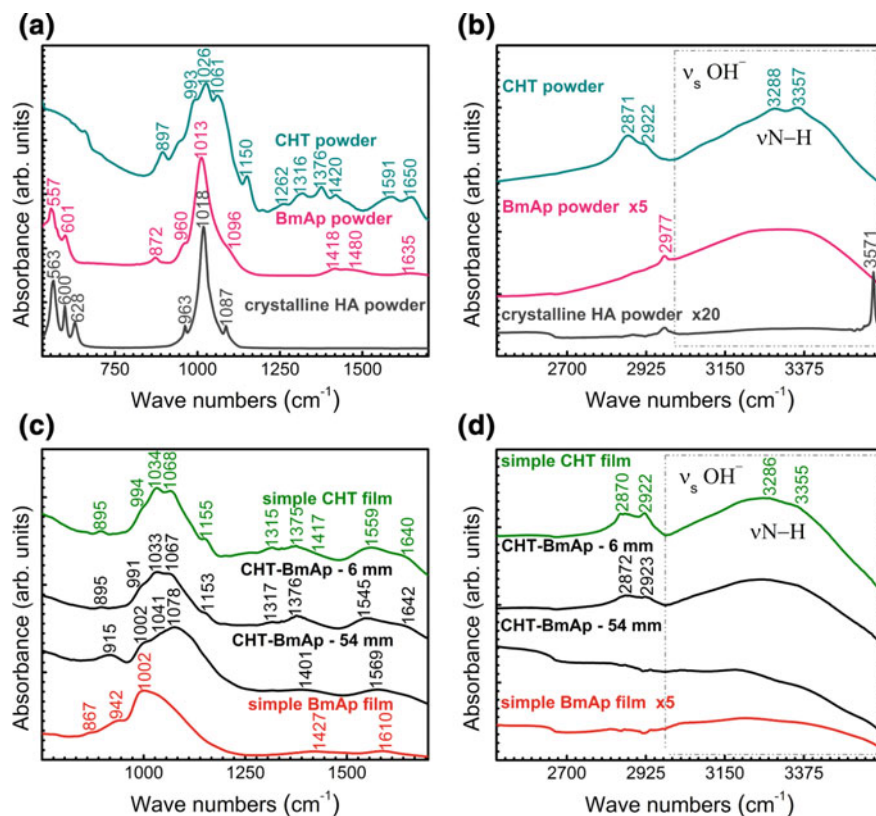 (a)
Absorbance (arb. units)
CHT powder
897
993
1026
1061
1150
1262
1316
1376
1420
1591
1650
BmAp powder
557
601
872
960
1013
1096
1418
1480
1635
crystalline HA powder
563
600
628
963
1018
1087
750 1000 1250 1500
Wave numbers (cm⁻¹)
(b)
Absorbance (arb. units)
νs OH⁻
CHT powder
2871
2922
3288
3357
νN–H
BmAp powder x5
2977
3571
crystalline HA powder x20
2700 2925 3150 3375
Wave numbers (cm⁻¹)
(c)
Absorbance (arb. units)
simple CHT film
895
994
1034
1068
1155
1315
1375
1417
1559
1640
CHT-BmAp - 6 mm
895
991
1033
1067
1153
1317
1376
1545
1642
CHT-BmAp - 54 mm
915
1002
1041
1078
1401
1569
simple BmAp film
867
942
1002
1427
1610
1000 1250 1500
Wave numbers (cm⁻¹)
(d)
Absorbance (arb. units)
simple CHT film
νs OH⁻
2870
2922
3286
3355
νN–H
CHT-BmAp - 6 mm
2872
2923
CHT-BmAp - 54 mm
simple BmAp film x5
2700 2925 3150 3375
Wave numbers (cm⁻¹)